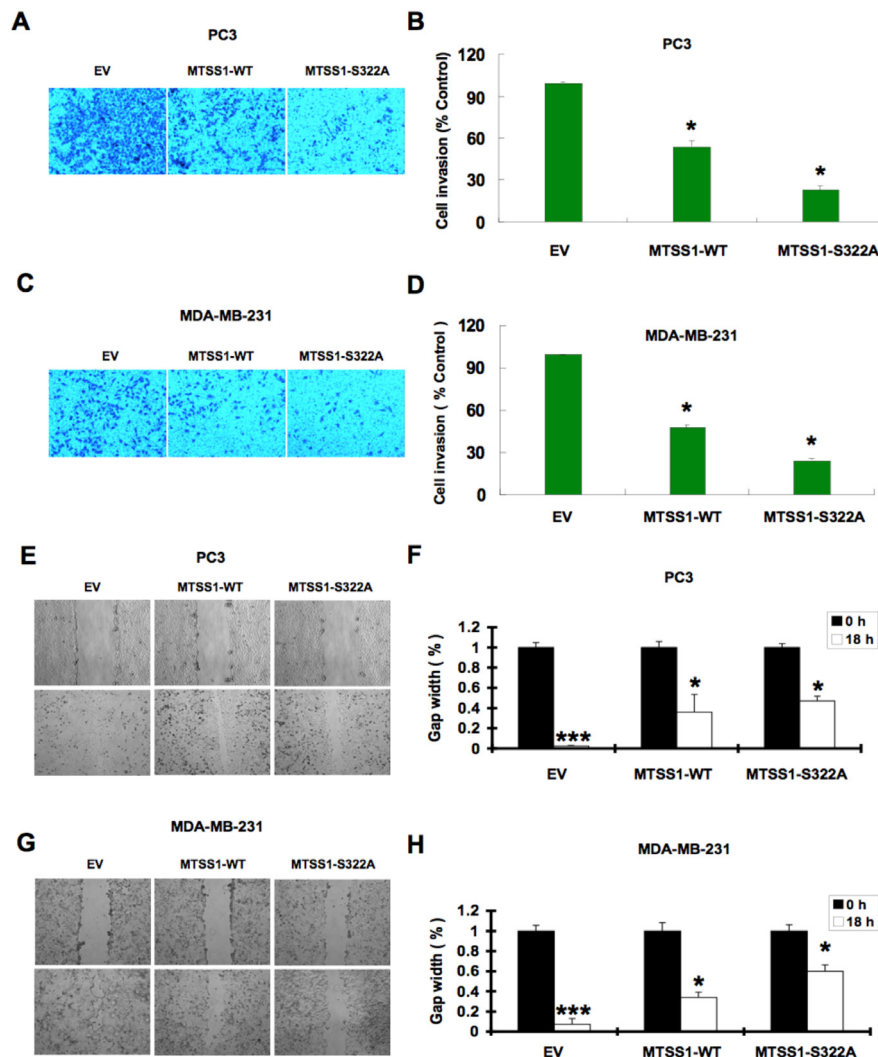 A
PC3
EV MTSS1-WT MTSS1-S322A
B
PC3
Cell invasion (% Control)
120
90
60
30
0
*
*
EV MTSS1-WT MTSS1-S322A
C
MDA-MB-231
EV MTSS1-WT MTSS1-S322A
D
MDA-MB-231
Cell invasion ( % Control)
120
90
60
30
0
*
*
EV MTSS1-WT MTSS1-S322A
E
PC3
EV MTSS1-WT MTSS1-S322A
F
PC3
0 h
18 h
Gap width ( % )
1.2
1
0.8
0.6
0.4
0.2
0
***
*
*
EV MTSS1-WT MTSS1-S322A
G
MDA-MB-231
EV MTSS1-WT MTSS1-S322A
H
MDA-MB-231
0 h
18 h
Gap width ( % )
1.2
1
0.8
0.6
0.4
0.2
0
***
*
*
EV MTSS1-WT MTSS1-S322A